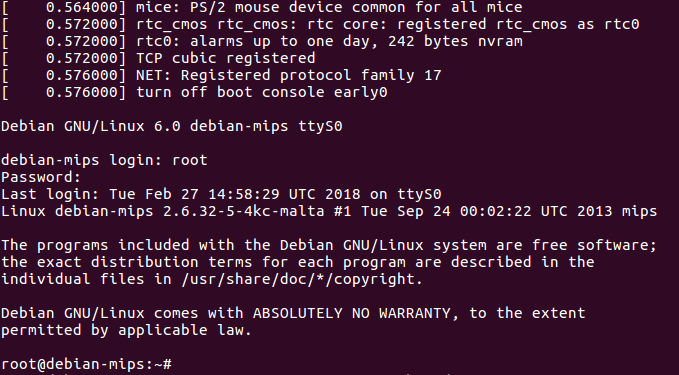 [    0.564000] mice: PS/2 mouse device common for all mice
[    0.572000] rtc_cmos rtc_cmos: rtc core: registered rtc_cmos as rtc0
[    0.572000] rtc0: alarms up to one day, 242 bytes nvram
[    0.572000] TCP cubic registered
[    0.576000] NET: Registered protocol family 17
[    0.576000] turn off boot console early0
Debian GNU/Linux 6.0 debian-mips ttyS0
debian-mips login: root
Password:
Last login: Tue Feb 27 14:58:29 UTC 2018 on ttyS0
Linux debian-mips 2.6.32-5-4kc-malta #1 Tue Sep 24 00:02:22 UTC 2013 mips
The programs included with the Debian GNU/Linux system are free software;
the exact distribution terms for each program are described in the
individual files in /usr/share/doc/*/copyright.
Debian GNU/Linux comes with ABSOLUTELY NO WARRANTY, to the extent
permitted by applicable law.
root@debian-mips:~#